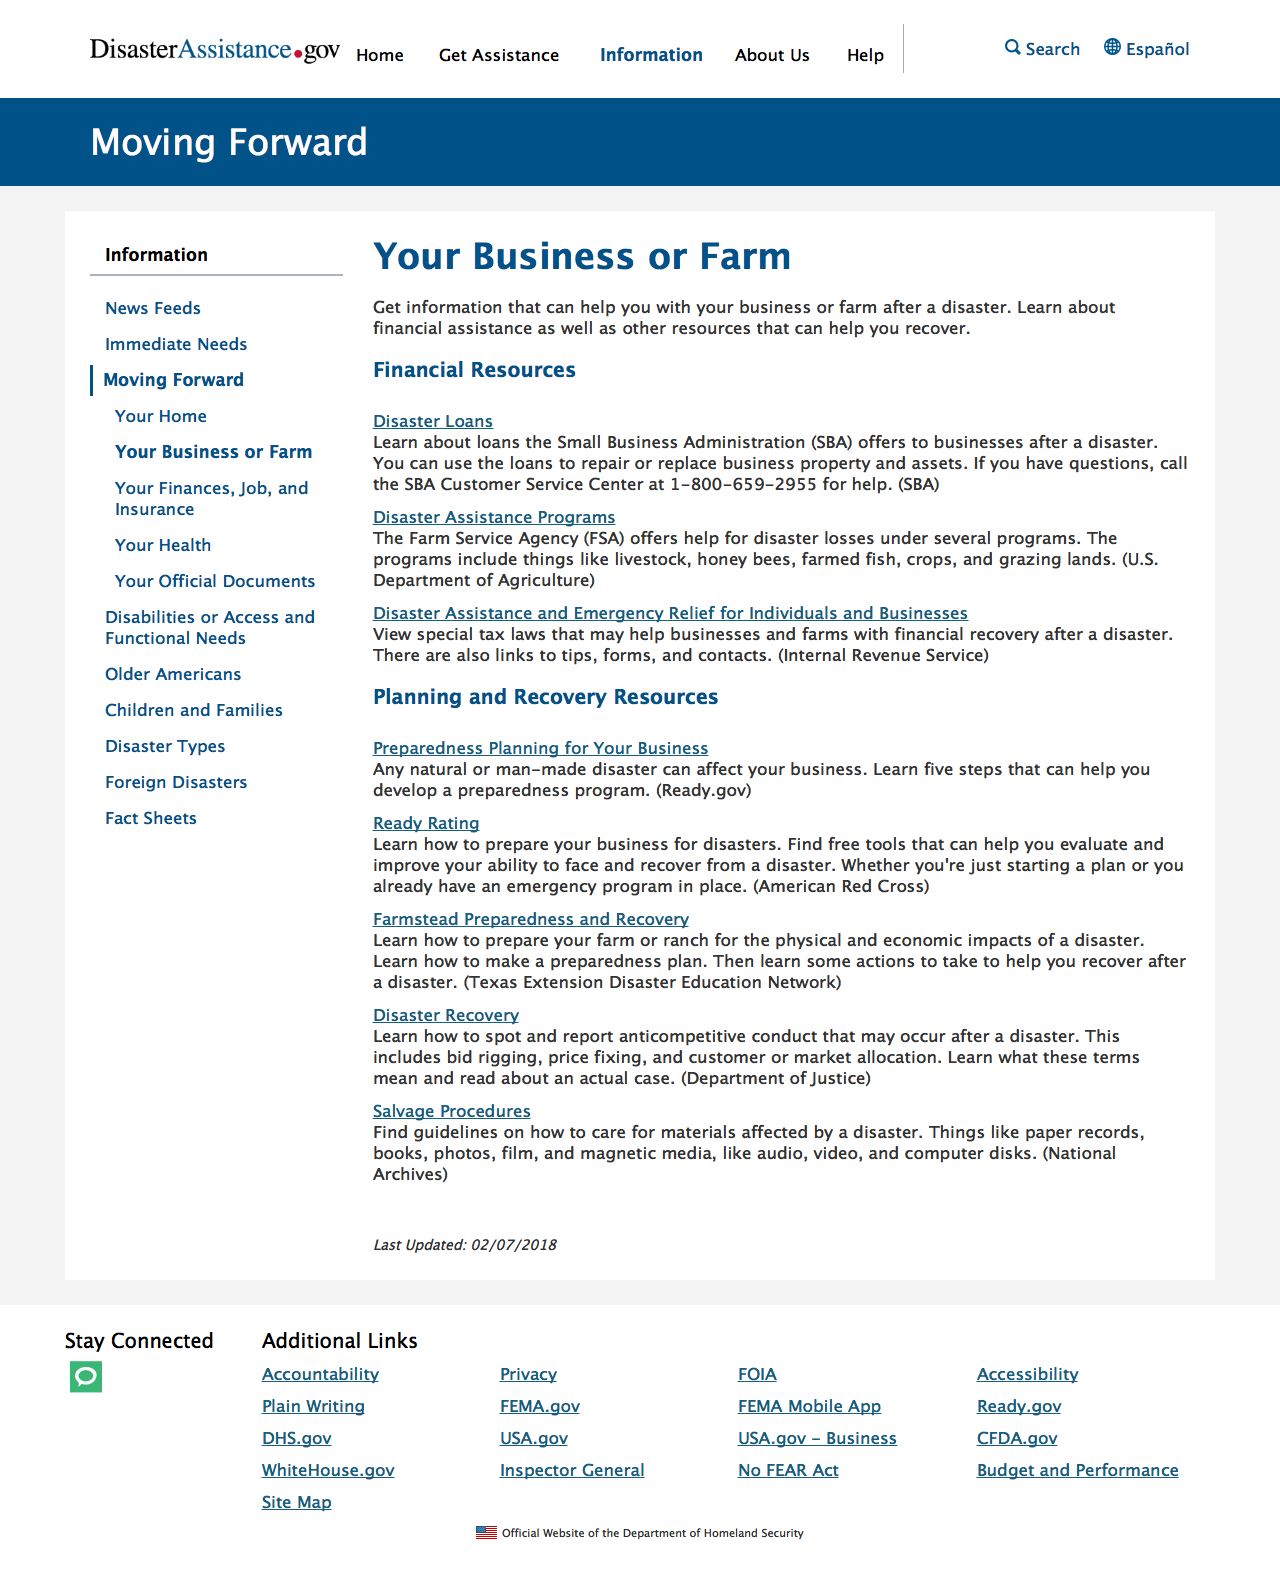 DisasterAssistance.gov
Home
Get Assistance
Information
About Us
Help
Search
Español
Moving Forward
Information
News Feeds
Immediate Needs
Moving Forward
Your Home
Your Business or Farm
Your Finances, Job, and
Insurance
Your Health
Your Official Documents
Disabilities or Access and
Functional Needs
Older Americans
Children and Families
Disaster Types
Foreign Disasters
Fact Sheets
Your Business or Farm
Get information that can help you with your business or farm after a disaster. Learn about
financial assistance as well as other resources that can help you recover.
Financial Resources
Disaster Loans
Learn about loans the Small Business Administration (SBA) offers to businesses after a disaster.
You can use the loans to repair or replace business property and assets. If you have questions, call
the SBA Customer Service Center at 1-800-659-2955 for help. (SBA)
Disaster Assistance Programs
The Farm Service Agency (FSA) offers help for disaster losses under several programs. The
programs include things like livestock, honey bees, farmed fish, crops, and grazing lands. (U.S.
Department of Agriculture)
Disaster Assistance and Emergency Relief for Individuals and Businesses
View special tax laws that may help businesses and farms with financial recovery after a disaster.
There are also links to tips, forms, and contacts. (Internal Revenue Service)
Planning and Recovery Resources
Preparedness Planning for Your Business
Any natural or man-made disaster can affect your business. Learn five steps that can help you
develop a preparedness program. (Ready.gov)
Ready Rating
Learn how to prepare your business for disasters. Find free tools that can help you evaluate and
improve your ability to face and recover from a disaster. Whether you're just starting a plan or you
already have an emergency program in place. (American Red Cross)
Farmstead Preparedness and Recovery
Learn how to prepare your farm or ranch for the physical and economic impacts of a disaster.
Learn how to make a preparedness plan. Then learn some actions to take to help you recover after
a disaster. (Texas Extension Disaster Education Network)
Disaster Recovery
Learn how to spot and report anticompetitive conduct that may occur after a disaster. This
includes bid rigging, price fixing, and customer or market allocation. Learn what these terms
mean and read about an actual case. (Department of Justice)
Salvage Procedures
Find guidelines on how to care for materials affected by a disaster. Things like paper records,
books, photos, film, and magnetic media, like audio, video, and computer disks. (National
Archives)
Last Updated: 02/07/2018
Stay Connected
Additional Links
Accountability
Privacy
FOIA
Accessibility
Plain Writing
FEMA.gov
FEMA Mobile App
Ready.gov
DHS.gov
USA.gov
USA.gov - Business
CFDA.gov
WhiteHouse.gov
Inspector General
No FEAR Act
Budget and Performance
Site Map
Official Website of the Department of Homeland Security